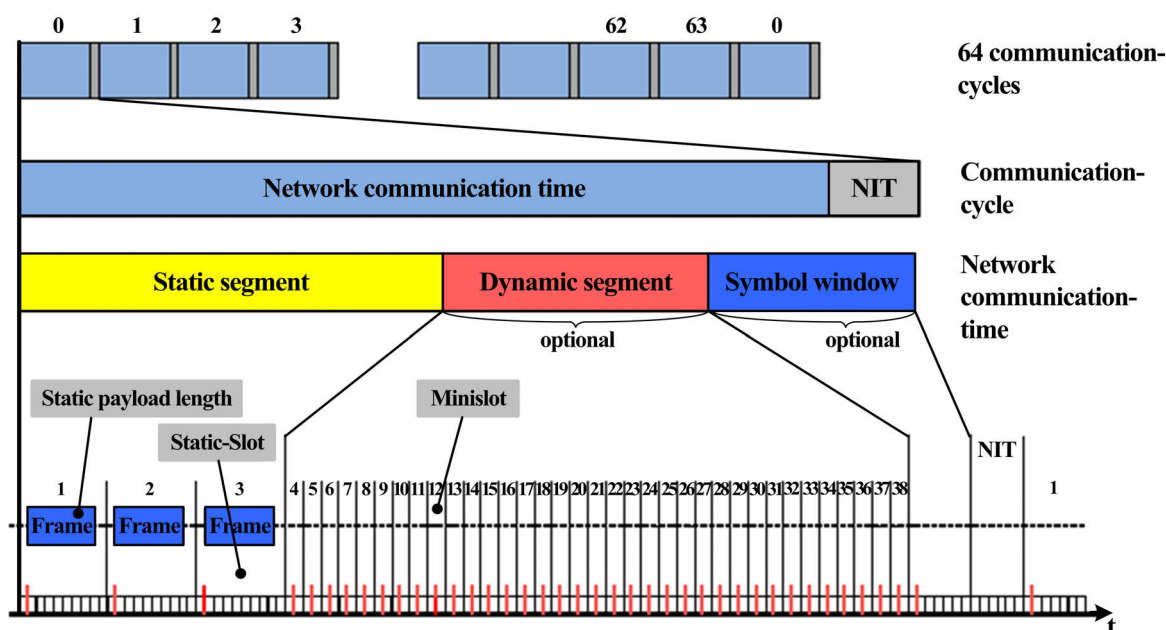 0 1 2 3 62 63 0
64 communication-
cycles
Network communication time NIT
Communication-
cycle
Static segment Dynamic segment Symbol window
Network
communication-
time
optional optional
Static payload length
Minislot
Static-Slot
NIT
1 2 3 4 5 6 7 8 9 10 11 12 13 14 15 16 17 18 19 20 21 22 23 24 25 26 27 28 29 30 31 32 33 34 35 36 37 38 1
Frame Frame Frame
t